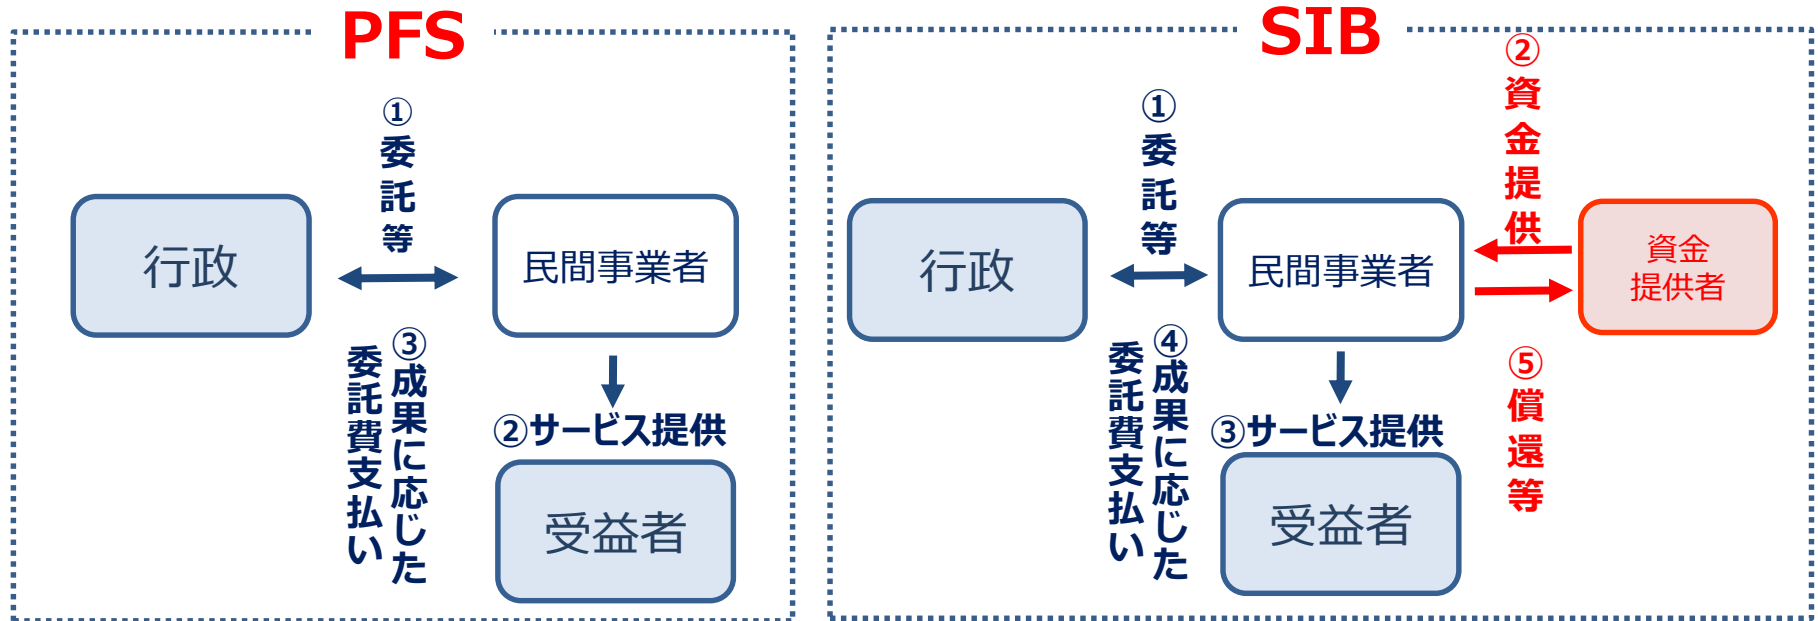 PFS
①委託等
行政
民間事業者
③成果に応じた
委託費支払い
②サービス提供
受益者
SIB
①委託等
②資金提供
行政
民間事業者
資金
提供者
④成果に応じた
委託費支払い
③サービス提供
⑤償還等
受益者